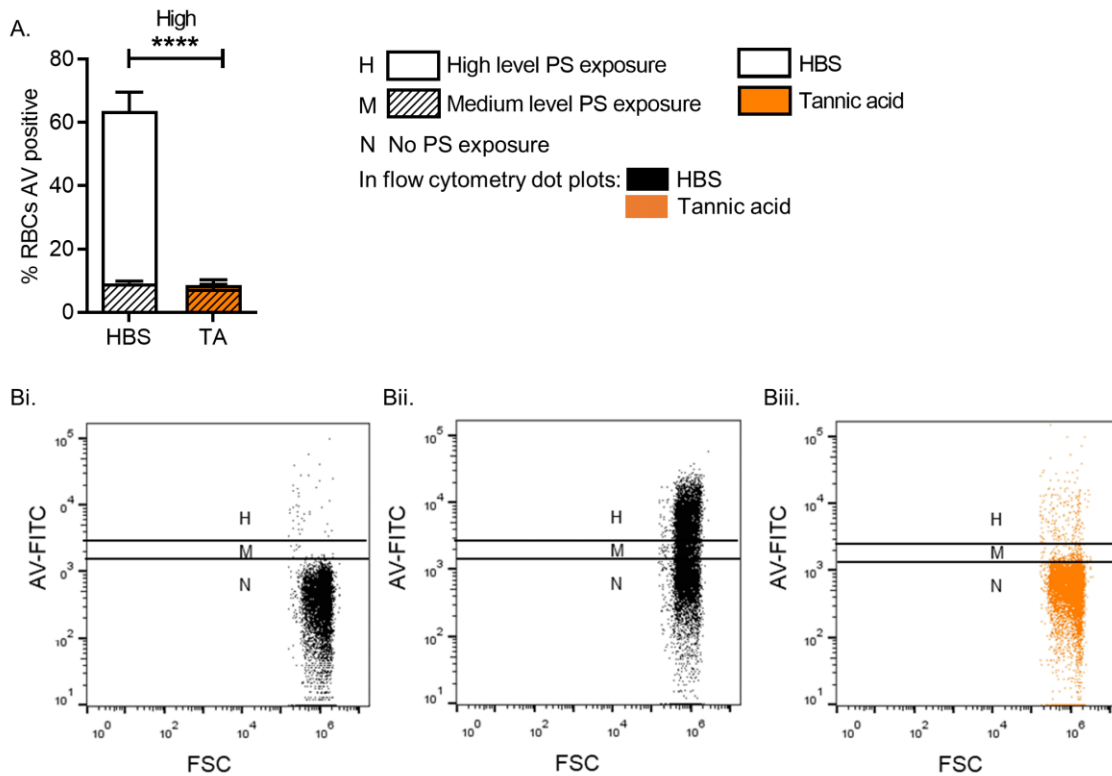 A.
High
****
% RBCs AV positive
80
60
40
20
0
HBS
TA
H High level PS exposure
M Medium level PS exposure
N No PS exposure
HBS
Tannic acid
In flow cytometry dot plots: HBS
Tannic acid
Bi.
AV-FITC
10⁵
0⁴
0³
0²
10¹
H
M
N
10⁰ 10² 10⁴ 10⁶
FSC
Bii.
AV-FITC
10⁵
10⁴
10³
10²
10¹
H
M
N
10⁰ 10² 10⁴ 10⁶
FSC
Biii.
AV-FITC
10⁵
10⁴
10³
10²
10¹
H
M
N
10⁰ 10² 10⁴ 10⁶
FSC